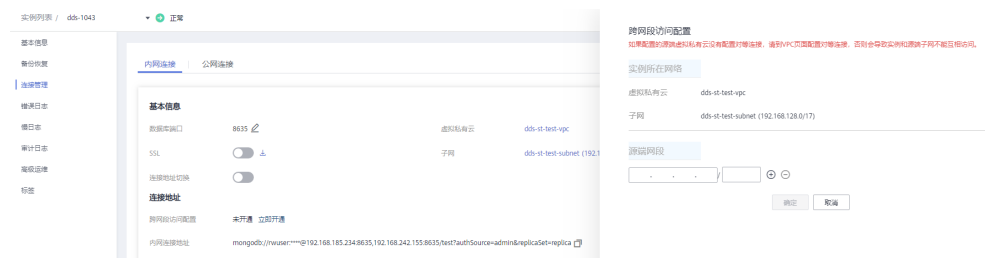 实例列表 / dds-1043 正常
基本信息
备份恢复
连接管理
错误日志
慢日志
审计日志
高级运维
标签
内网连接 公网连接
基本信息
数据库端口 8635 虚拟私有云 dds-st-test-vpc
SSL 子网 dds-st-test-subnet (192.1
连接地址切换
连接地址
跨网段访问配置 未开通 立即开通
内网连接地址 mongodb://rwuser:****@192.168.185.234:8635,192.168.242.155:8635/test?authSource=admin&replicaSet=replica
跨网段访问配置
如果配置的源端虚拟私有云没有配置对等连接，请到VPC页面配置对等连接，否则会导致实例和源端子网不能互相访问。
实例所在网络
虚拟私有云 dds-st-test-vpc
子网 dds-st-test-subnet (192.168.128.0/17)
源端网段
. . . /
确定 取消